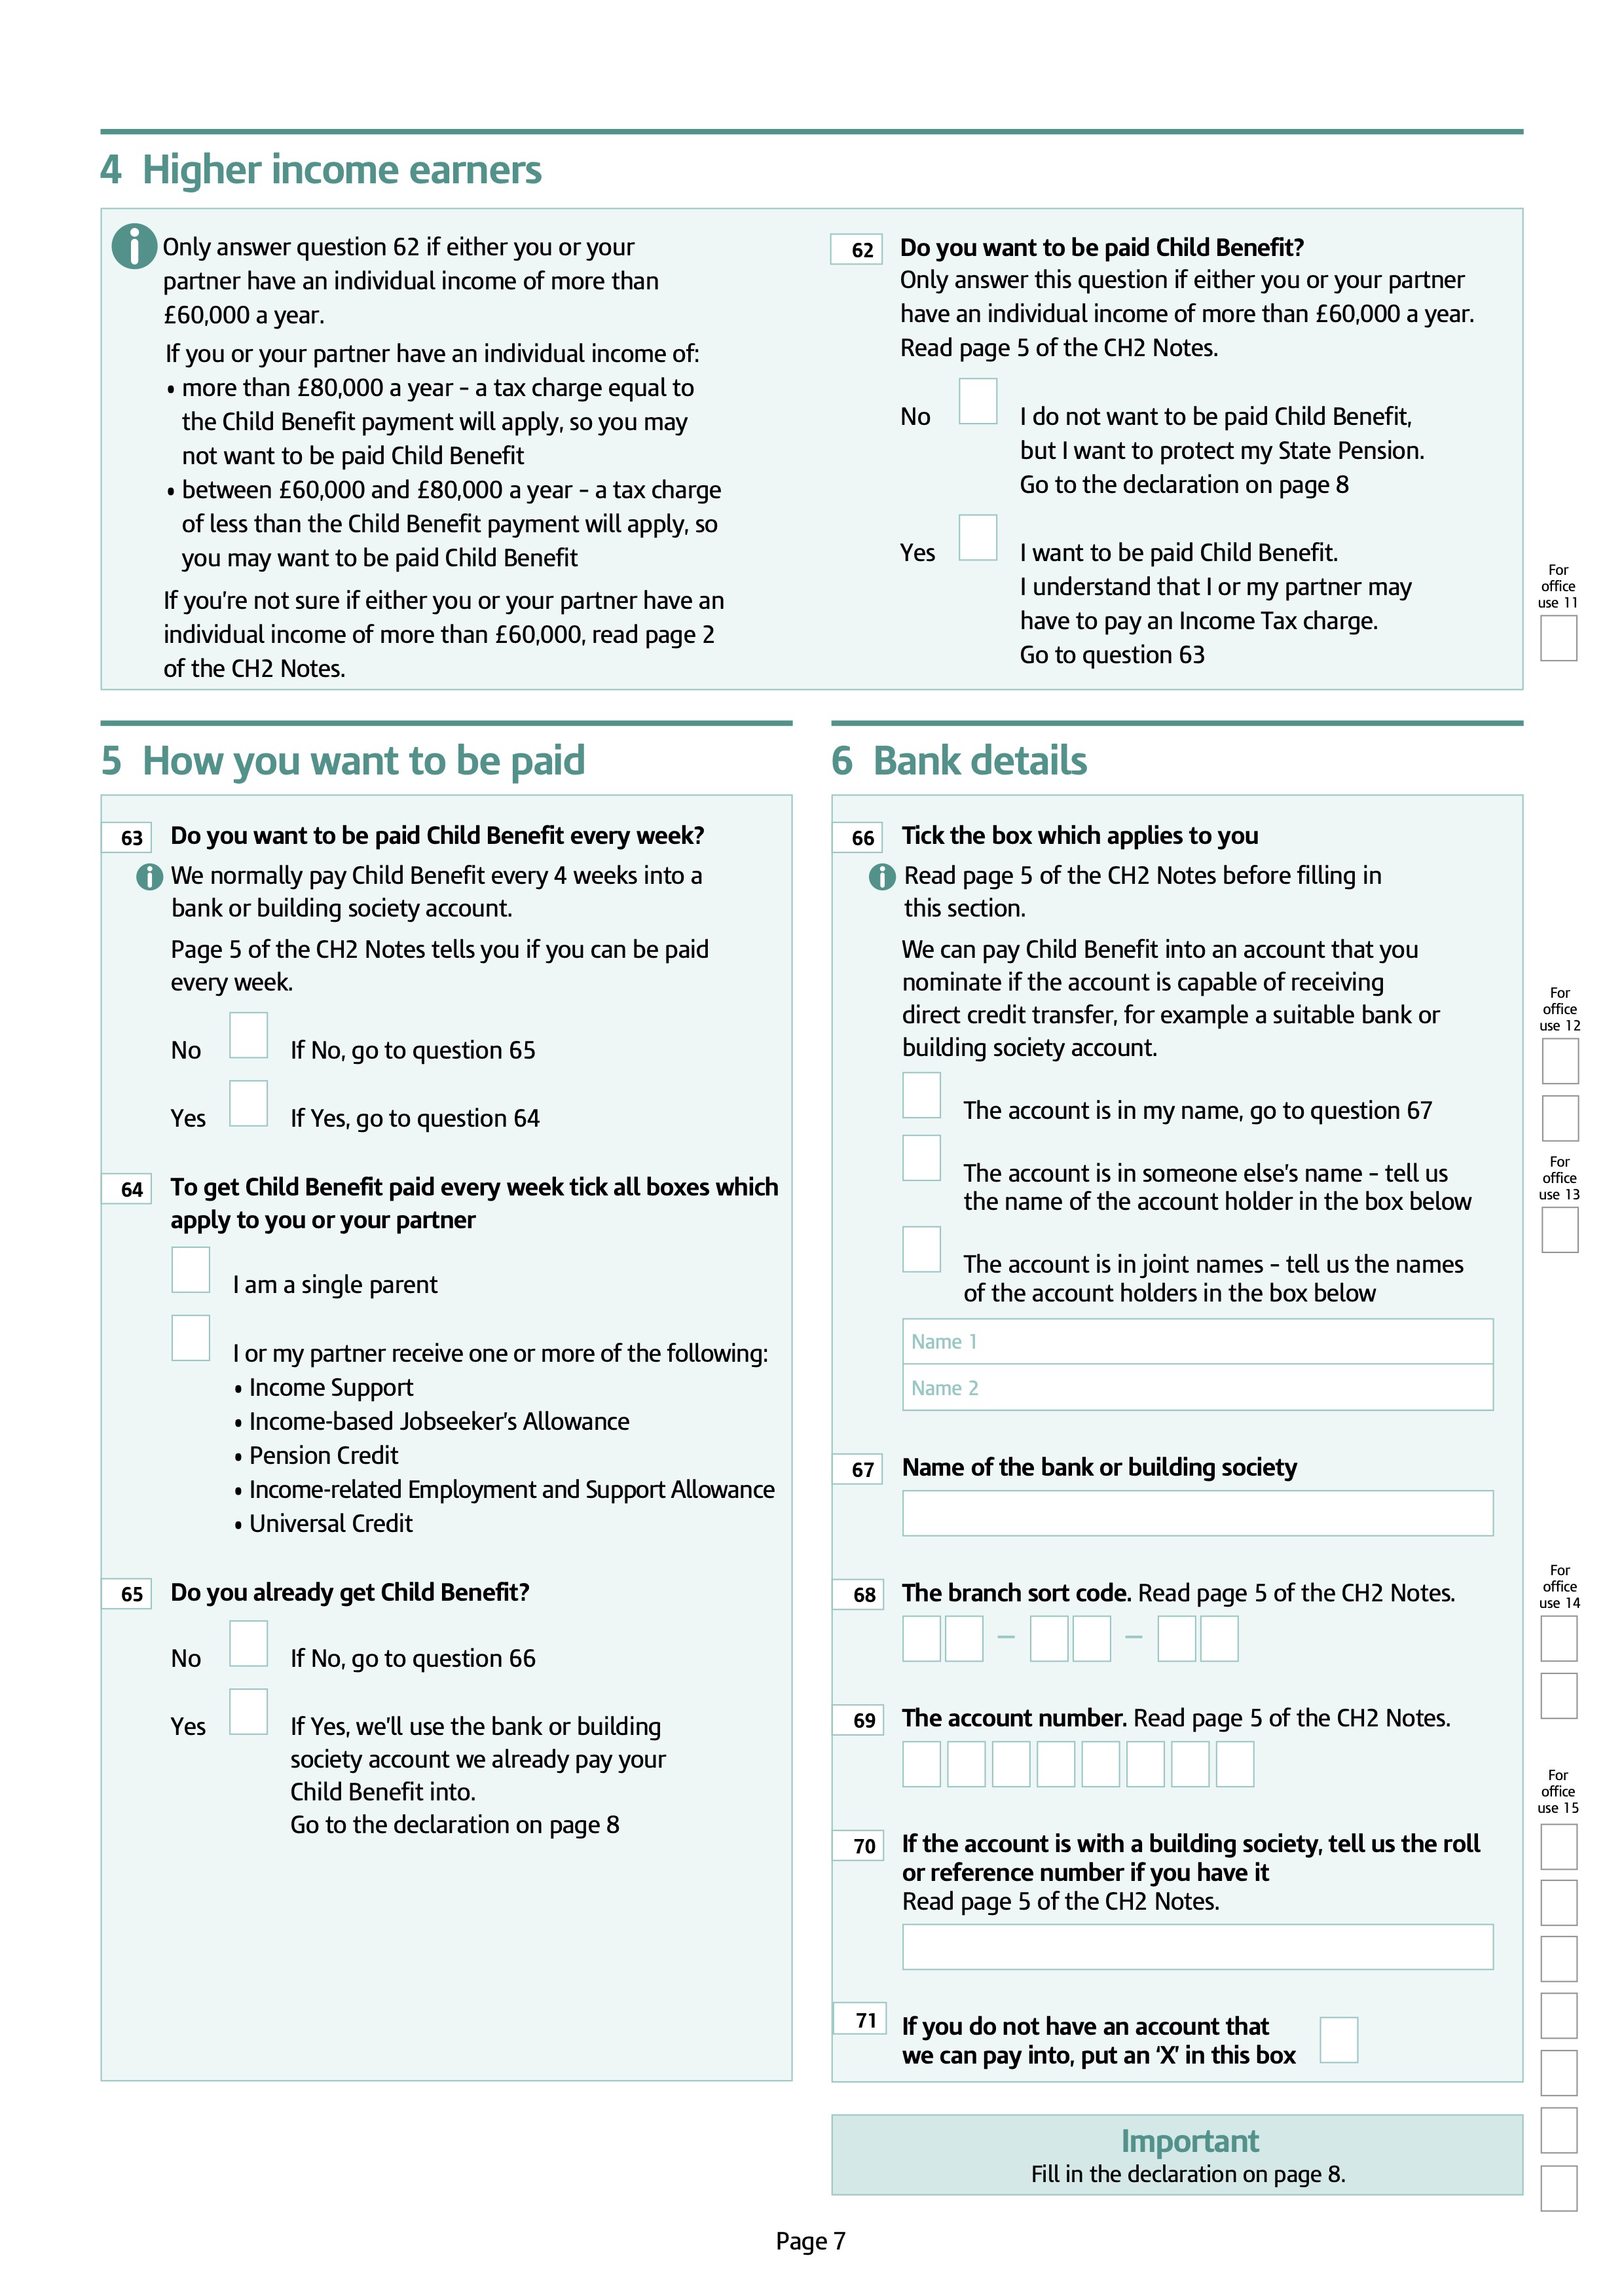 4 Higher income earners
Only answer question 62 if either you or your
partner have an individual income of more than
£60,000 a year.
If you or your partner have an individual income of:
• more than £80,000 a year – a tax charge equal to
the Child Benefit payment will apply, so you may
not want to be paid Child Benefit
• between £60,000 and £80,000 a year – a tax charge
of less than the Child Benefit payment will apply, so
you may want to be paid Child Benefit
If you're not sure if either you or your partner have an
individual income of more than £60,000, read page 2
of the CH2 Notes.
62 Do you want to be paid Child Benefit?
Only answer this question if either you or your partner
have an individual income of more than £60,000 a year.
Read page 5 of the CH2 Notes.
No I do not want to be paid Child Benefit,
but I want to protect my State Pension.
Go to the declaration on page 8
Yes I want to be paid Child Benefit.
I understand that I or my partner may
have to pay an Income Tax charge.
Go to question 63
For
office
use 11
5 How you want to be paid
63 Do you want to be paid Child Benefit every week?
We normally pay Child Benefit every 4 weeks into a
bank or building society account.
Page 5 of the CH2 Notes tells you if you can be paid
every week.
No If No, go to question 65
Yes If Yes, go to question 64
64 To get Child Benefit paid every week tick all boxes which
apply to you or your partner
I am a single parent
I or my partner receive one or more of the following:
• Income Support
• Income-based Jobseeker's Allowance
• Pension Credit
• Income-related Employment and Support Allowance
• Universal Credit
65 Do you already get Child Benefit?
No If No, go to question 66
Yes If Yes, we'll use the bank or building
society account we already pay your
Child Benefit into.
Go to the declaration on page 8
6 Bank details
66 Tick the box which applies to you
Read page 5 of the CH2 Notes before filling in
this section.
We can pay Child Benefit into an account that you
nominate if the account is capable of receiving
direct credit transfer, for example a suitable bank or
building society account.
The account is in my name, go to question 67
The account is in someone else's name – tell us
the name of the account holder in the box below
The account is in joint names – tell us the names
of the account holders in the box below
Name 1
Name 2
67 Name of the bank or building society
68 The branch sort code. Read page 5 of the CH2 Notes.
– –
69 The account number. Read page 5 of the CH2 Notes.
70 If the account is with a building society, tell us the roll
or reference number if you have it
Read page 5 of the CH2 Notes.
71 If you do not have an account that
we can pay into, put an ‘X’ in this box
For
office
use 12
For
office
use 13
For
office
use 14
For
office
use 15
Important
Fill in the declaration on page 8.
Page 7